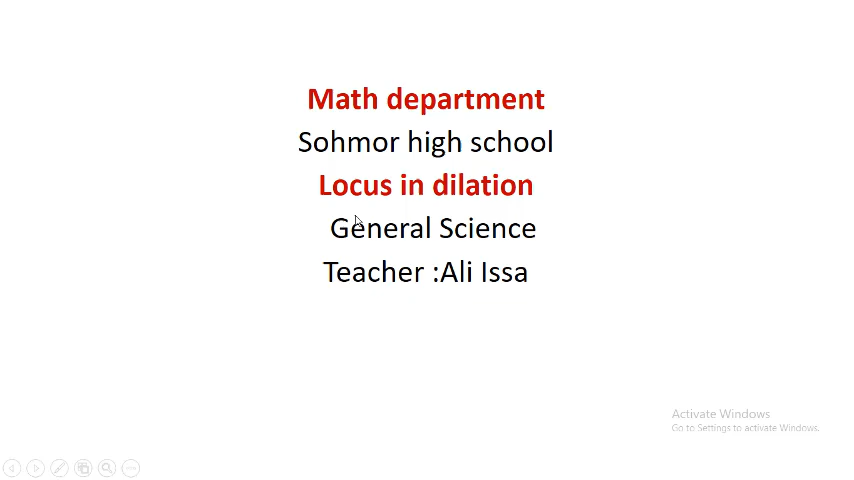 Math department
Sohmor high school
Locus in dilation
General Science
Teacher :Ali Issa
Activate Windows
Go to Settings to activate Windows.